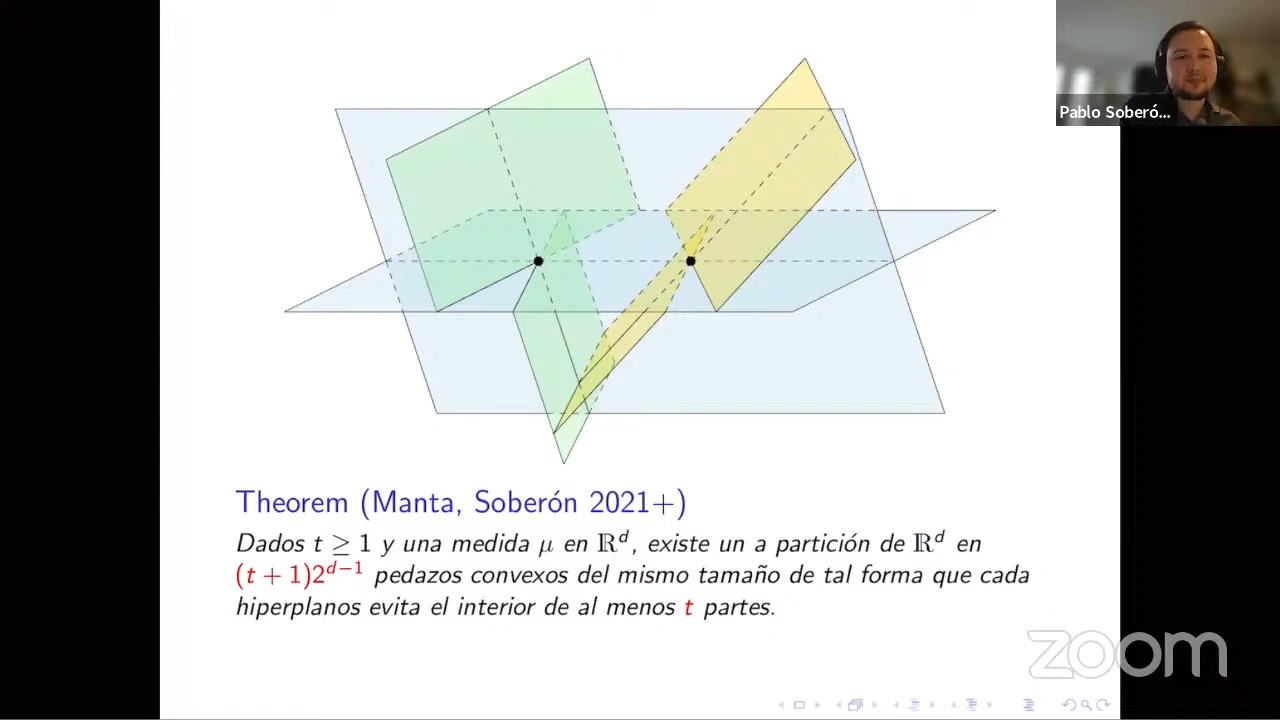 Pablo Soberó...
Theorem (Manta, Soberón 2021+)
Dados t ≥ 1 y una medida μ en ℝ^d, existe un a partición de ℝ^d en
(t + 1)2^{d−1} pedazos convexos del mismo tamaño de tal forma que cada
hiperplanos evita el interior de al menos t partes.
zoom